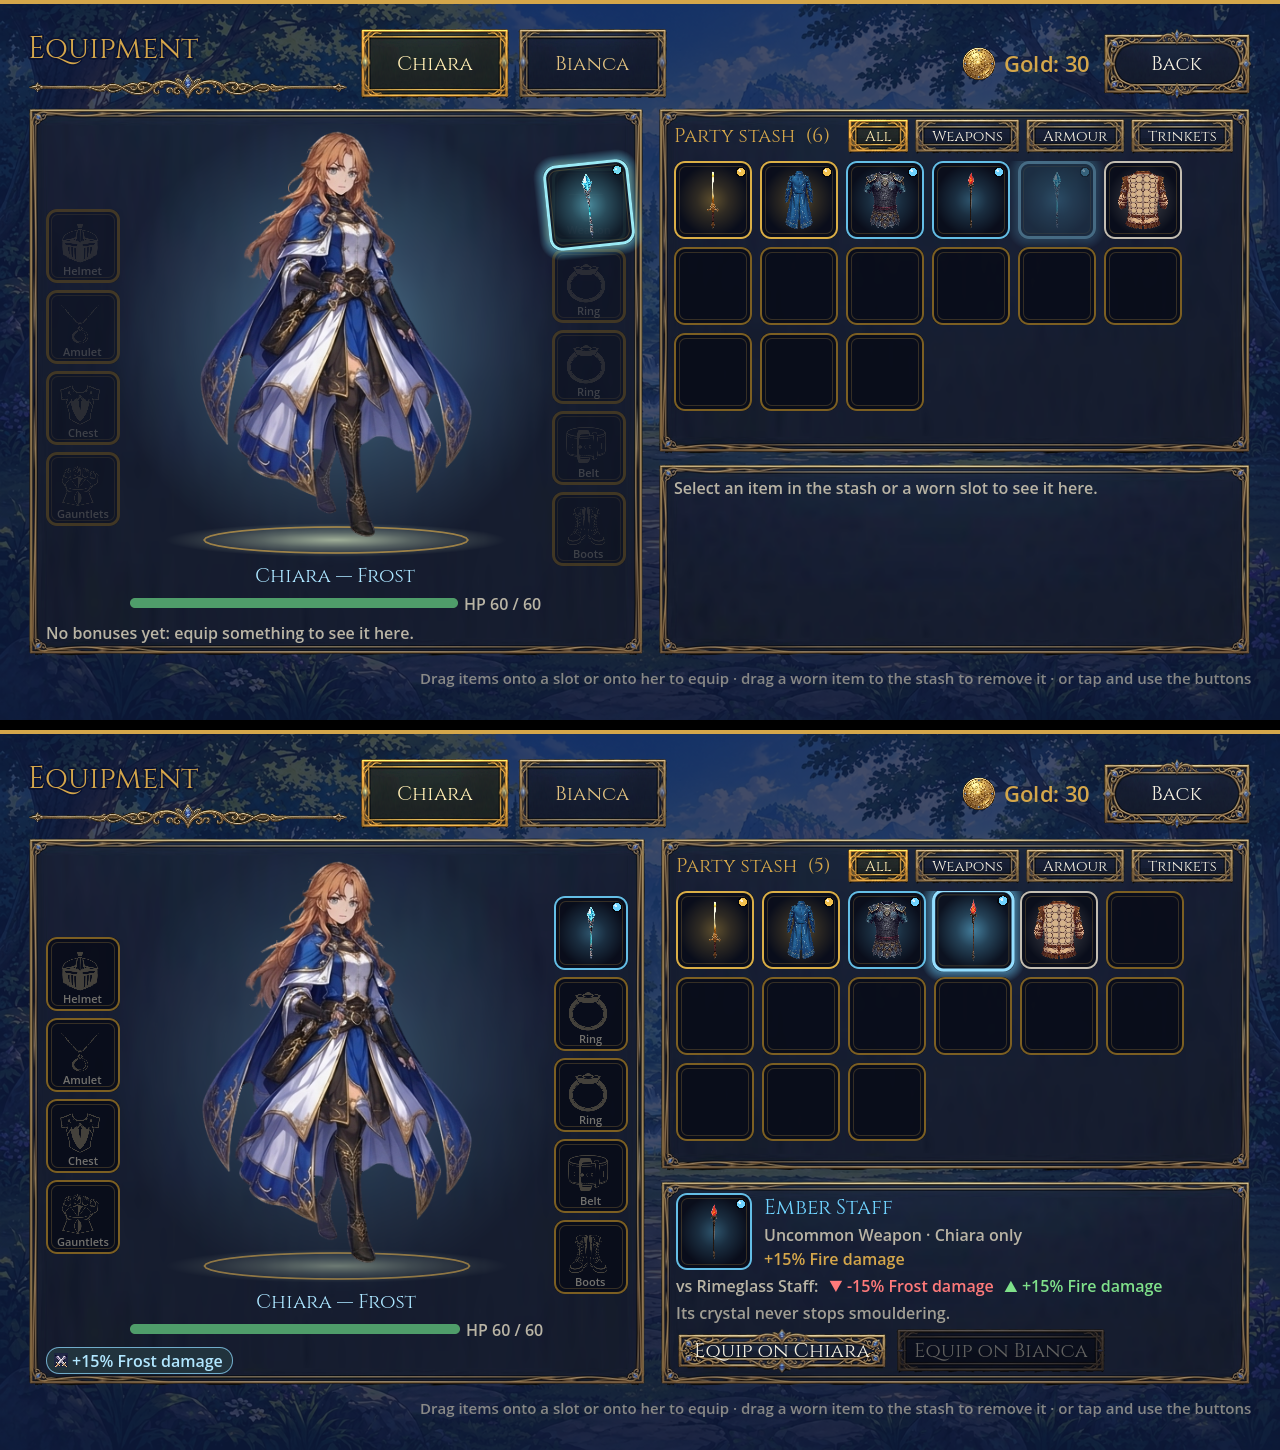 Equipment
Chiara
Bianca
Gold: 30
Back
Party stash (6)
All
Weapons
Armour
Trinkets
Helmet
Amulet
Chest
Gauntlets
Ring
Ring
Belt
Boots
Chiara — Frost
HP 60 / 60
No bonuses yet: equip something to see it here.
Select an item in the stash or a worn slot to see it here.
Drag items onto a slot or onto her to equip · drag a worn item to the stash to remove it · or tap and use the buttons
Equipment
Chiara
Bianca
Gold: 30
Back
Party stash (5)
All
Weapons
Armour
Trinkets
Helmet
Amulet
Chest
Gauntlets
Ring
Ring
Belt
Boots
Chiara — Frost
HP 60 / 60
+15% Frost damage
Ember Staff
Uncommon Weapon · Chiara only
+15% Fire damage
vs Rimeglass Staff: ▼ -15% Frost damage ▲ +15% Fire damage
Its crystal never stops smouldering.
Equip on Chiara
Equip on Bianca
Drag items onto a slot or onto her to equip · drag a worn item to the stash to remove it · or tap and use the buttons